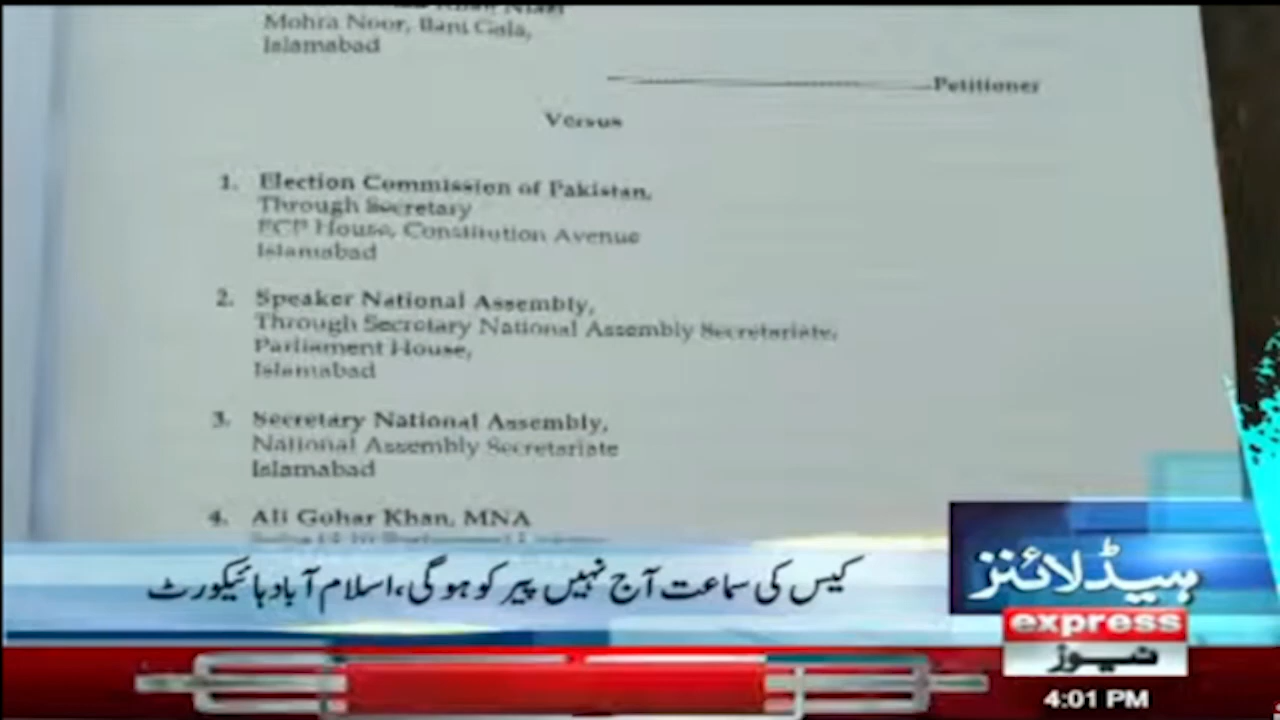 Mohra Noor, Bani Gala,
Islamabad
Petitioner
Versus
1. Election Commission of Pakistan,
Through Secretary
ECP House, Constitution Avenue
Islamabad
2. Speaker National Assembly,
Through Secretary National Assembly Secretariate,
Parliament House,
Islamabad
3. Secretary National Assembly,
National Assembly Secretariate
Islamabad
4. Ali Gohar Khan, MNA
کیس کی سماعت آج نہیں پیر کو ہوگی، اسلام آباد ہائیکورٹ
ہیڈلائنز
express
نیوز
4:01 PM